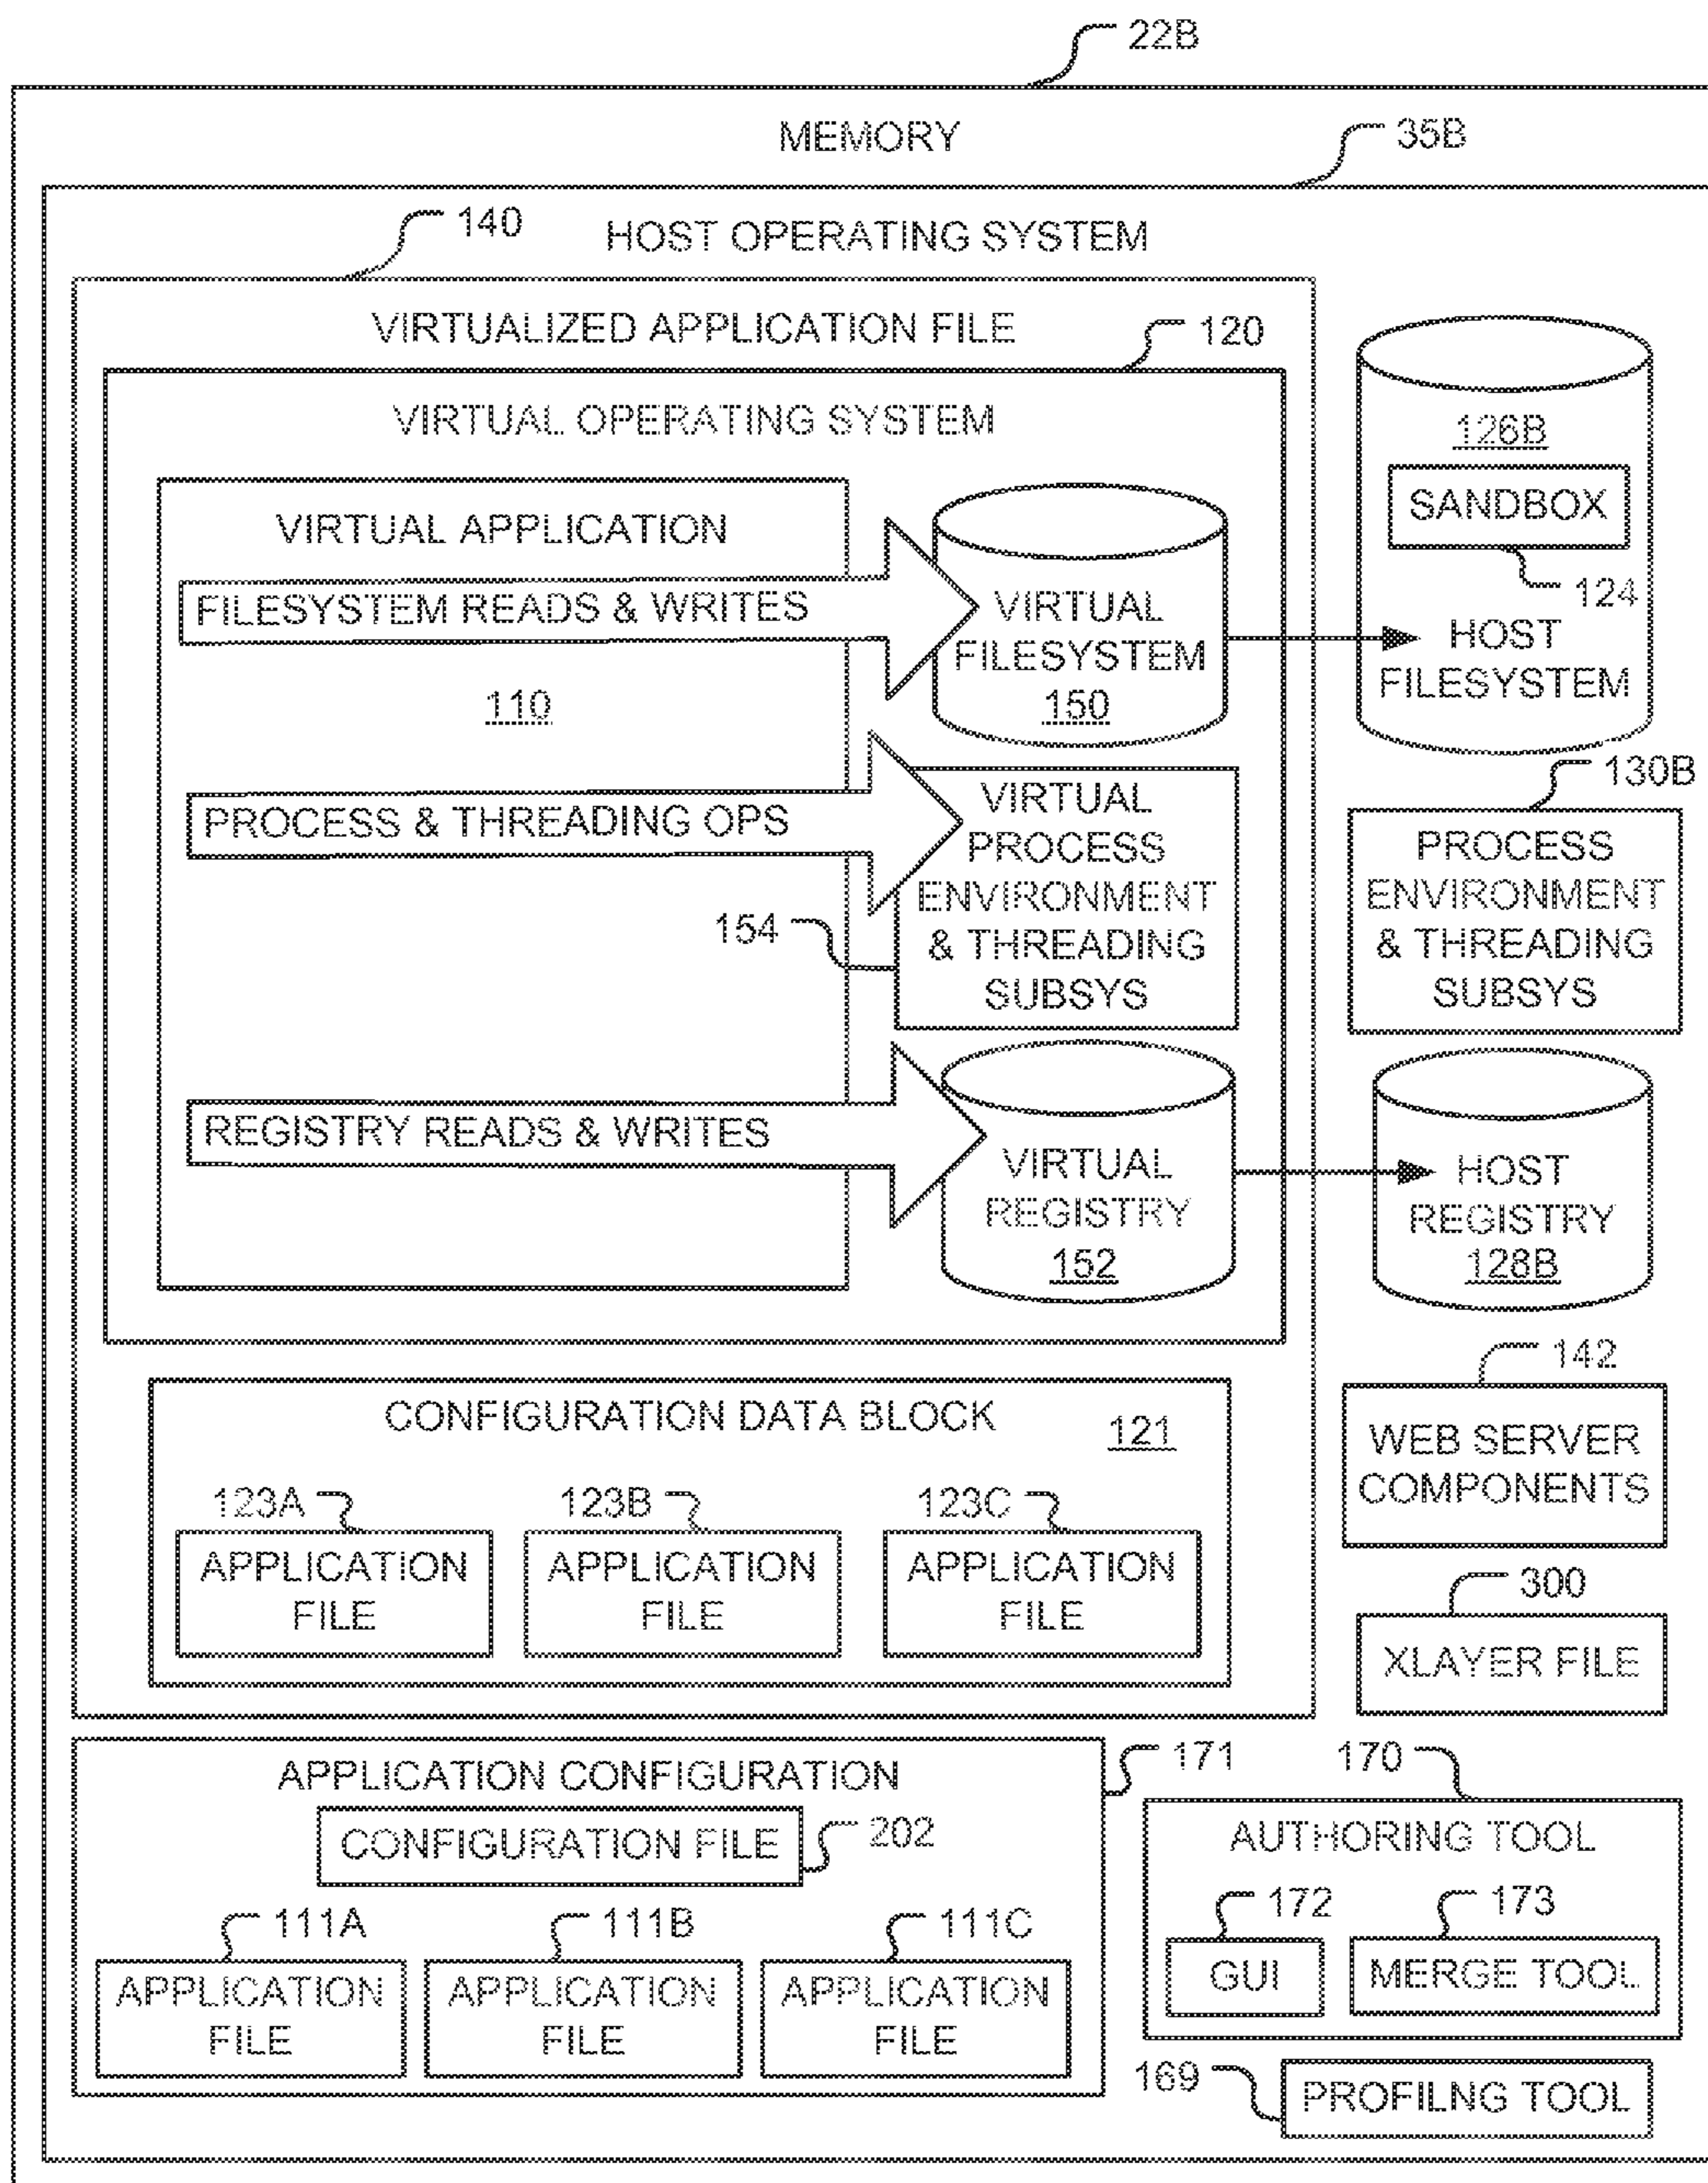 22B
MEMORY
35B
140
HOST OPERATING SYSTEM
VIRTUALIZED APPLICATION FILE
120
VIRTUAL OPERATING SYSTEM
126B
SANDBOX
124
HOST
FILESYSTEM
VIRTUAL APPLICATION
FILESYSTEM READS & WRITES
VIRTUAL
FILESYSTEM
150
110
130B
PROCESS & THREADING OPS
VIRTUAL
PROCESS
ENVIRONMENT
& THREADING
SUBSYS
154
PROCESS
ENVIRONMENT
& THREADING
SUBSYS
REGISTRY READS & WRITES
VIRTUAL
REGISTRY
152
HOST
REGISTRY
128B
142
CONFIGURATION DATA BLOCK
121
WEB SERVER
COMPONENTS
123A
123B
123C
APPLICATION
FILE
APPLICATION
FILE
APPLICATION
FILE
300
XLAYER FILE
APPLICATION CONFIGURATION
171
170
CONFIGURATION FILE
202
AUTHORING TOOL
172
173
GUI
MERGE TOOL
111A
111B
111C
APPLICATION
FILE
APPLICATION
FILE
APPLICATION
FILE
169
PROFILNG TOOL